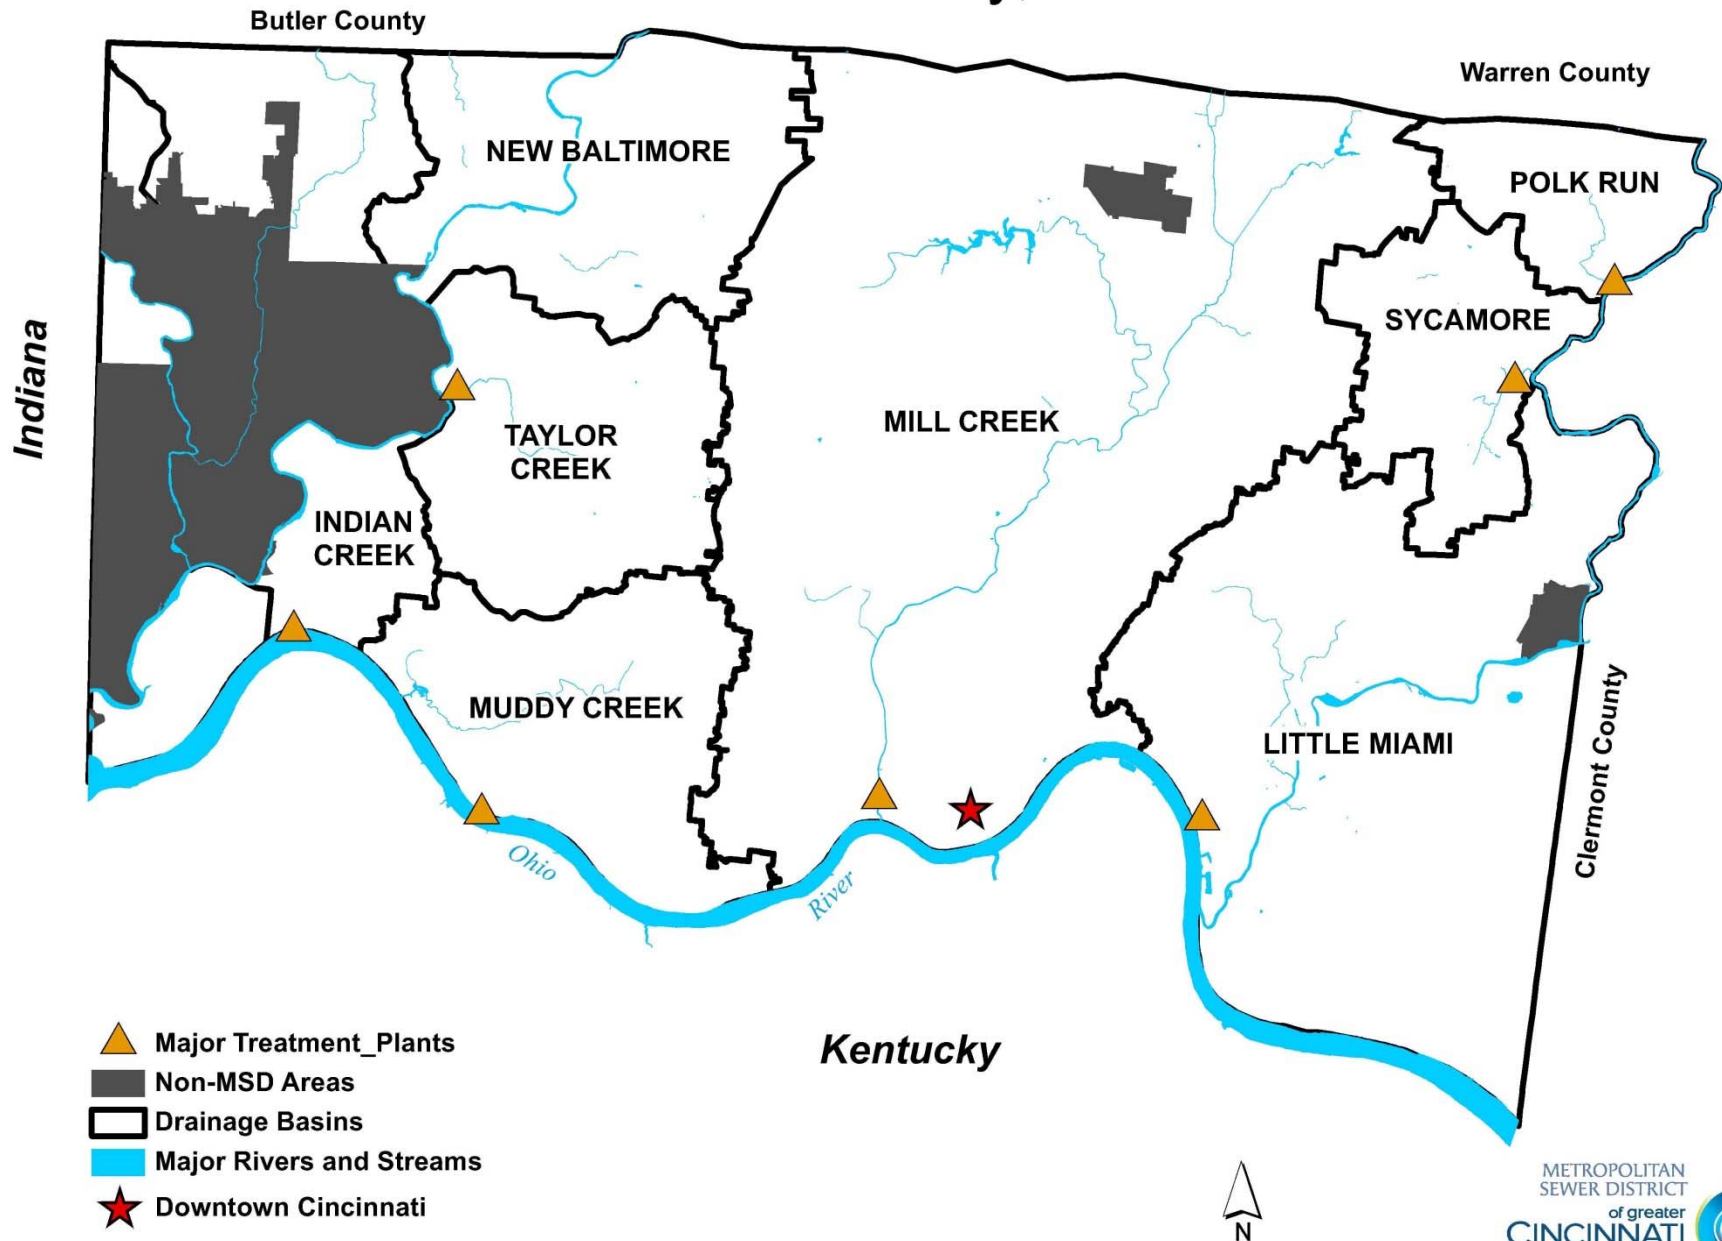 Butler County
Warren County
NEW BALTIMORE
POLK RUN
SYCAMORE
Indiana
MILL CREEK
TAYLOR
CREEK
INDIAN
CREEK
MUDDY CREEK
LITTLE MIAMI
Clermont County
Ohio
River
Kentucky
Major Treatment_Plants
Non-MSD Areas
Drainage Basins
Major Rivers and Streams
Downtown Cincinnati
N
METROPOLITAN
SEWER DISTRICT
of greater
CINCINNATI